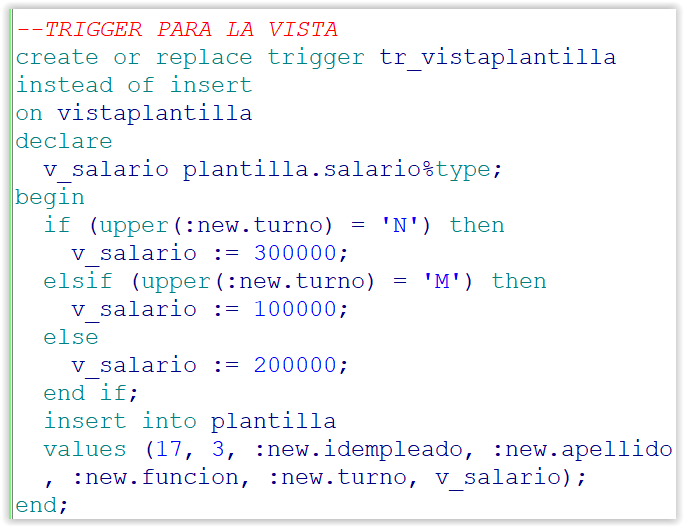 --TRIGGER PARA LA VISTA
create or replace trigger tr_vistaplantilla
instead of insert
on vistaplantilla
declare
  v_salario plantilla.salario%type;
begin
  if (upper(:new.turno) = 'N') then
    v_salario := 300000;
  elsif (upper(:new.turno) = 'M') then
    v_salario := 100000;
  else
    v_salario := 200000;
  end if;
  insert into plantilla
  values (17, 3, :new.idempleado, :new.apellido
  , :new.funcion, :new.turno, v_salario);
end;